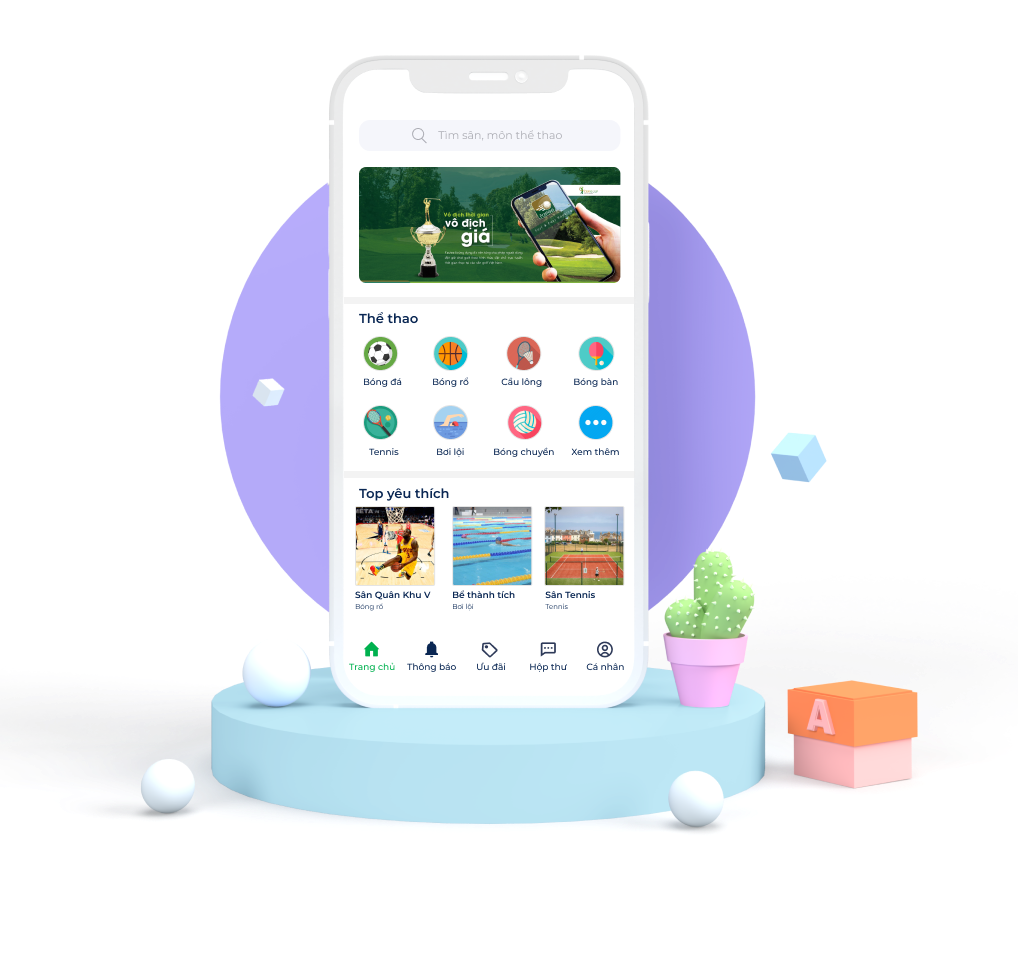 Tìm sân, môn thể thao
Vô địch thời gian
vô địch
giá
Thể thao
Bóng đá
Bóng rổ
Cầu lông
Bóng bàn
Tennis
Bơi lội
Bóng chuyền
Xem thêm
Top yêu thích
Sân Quân Khu V
Bóng rổ
Bể thành tích
Bơi lội
Sân Tennis
Tennis
Trang chủ
Thông báo
Ưu đãi
Hộp thư
Cá nhân
A